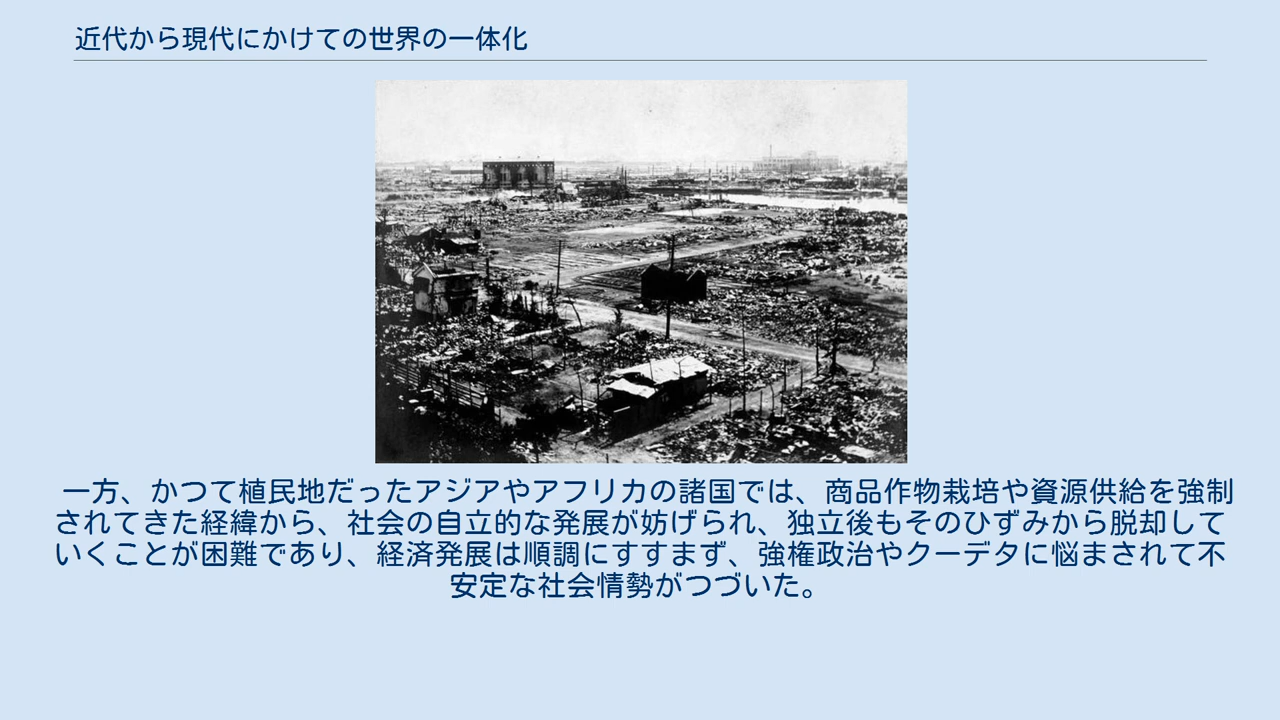 近代から現代にかけての世界の一体化
一方、かつて植民地だったアジアやアフリカの諸国では、商品作物栽培や資源供給を強制
されてきた経緯から、社会の自立的な発展が妨げられ、独立後もそのひずみから脱却して
いくことが困難であり、経済発展は順調にすすまず、強権政治やクーデタに悩まされて不
安定な社会情勢がつづいた。